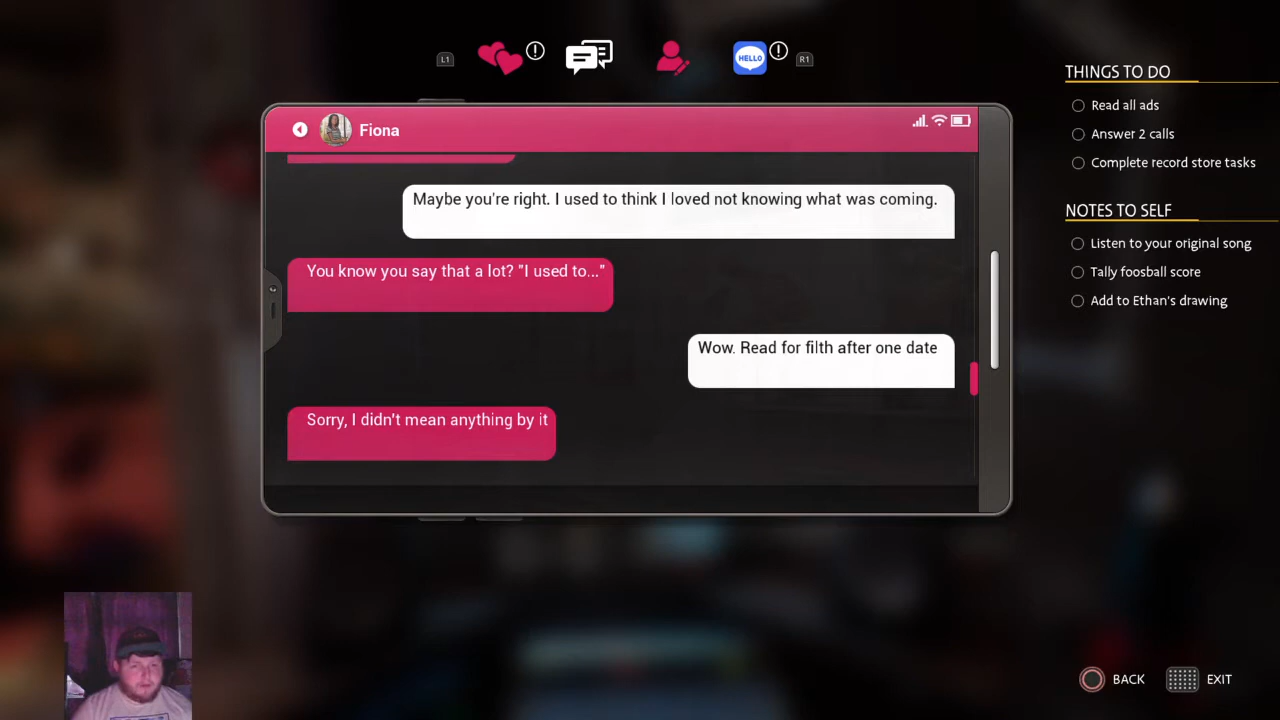 L1
HELLO
R1
Fiona
Maybe you're right. I used to think I loved not knowing what was coming.
You know you say that a lot? "I used to..."
Wow. Read for filth after one date
Sorry, I didn't mean anything by it
THINGS TO DO
Read all ads
Answer 2 calls
Complete record store tasks
NOTES TO SELF
Listen to your original song
Tally foosball score
Add to Ethan's drawing
BACK
EXIT